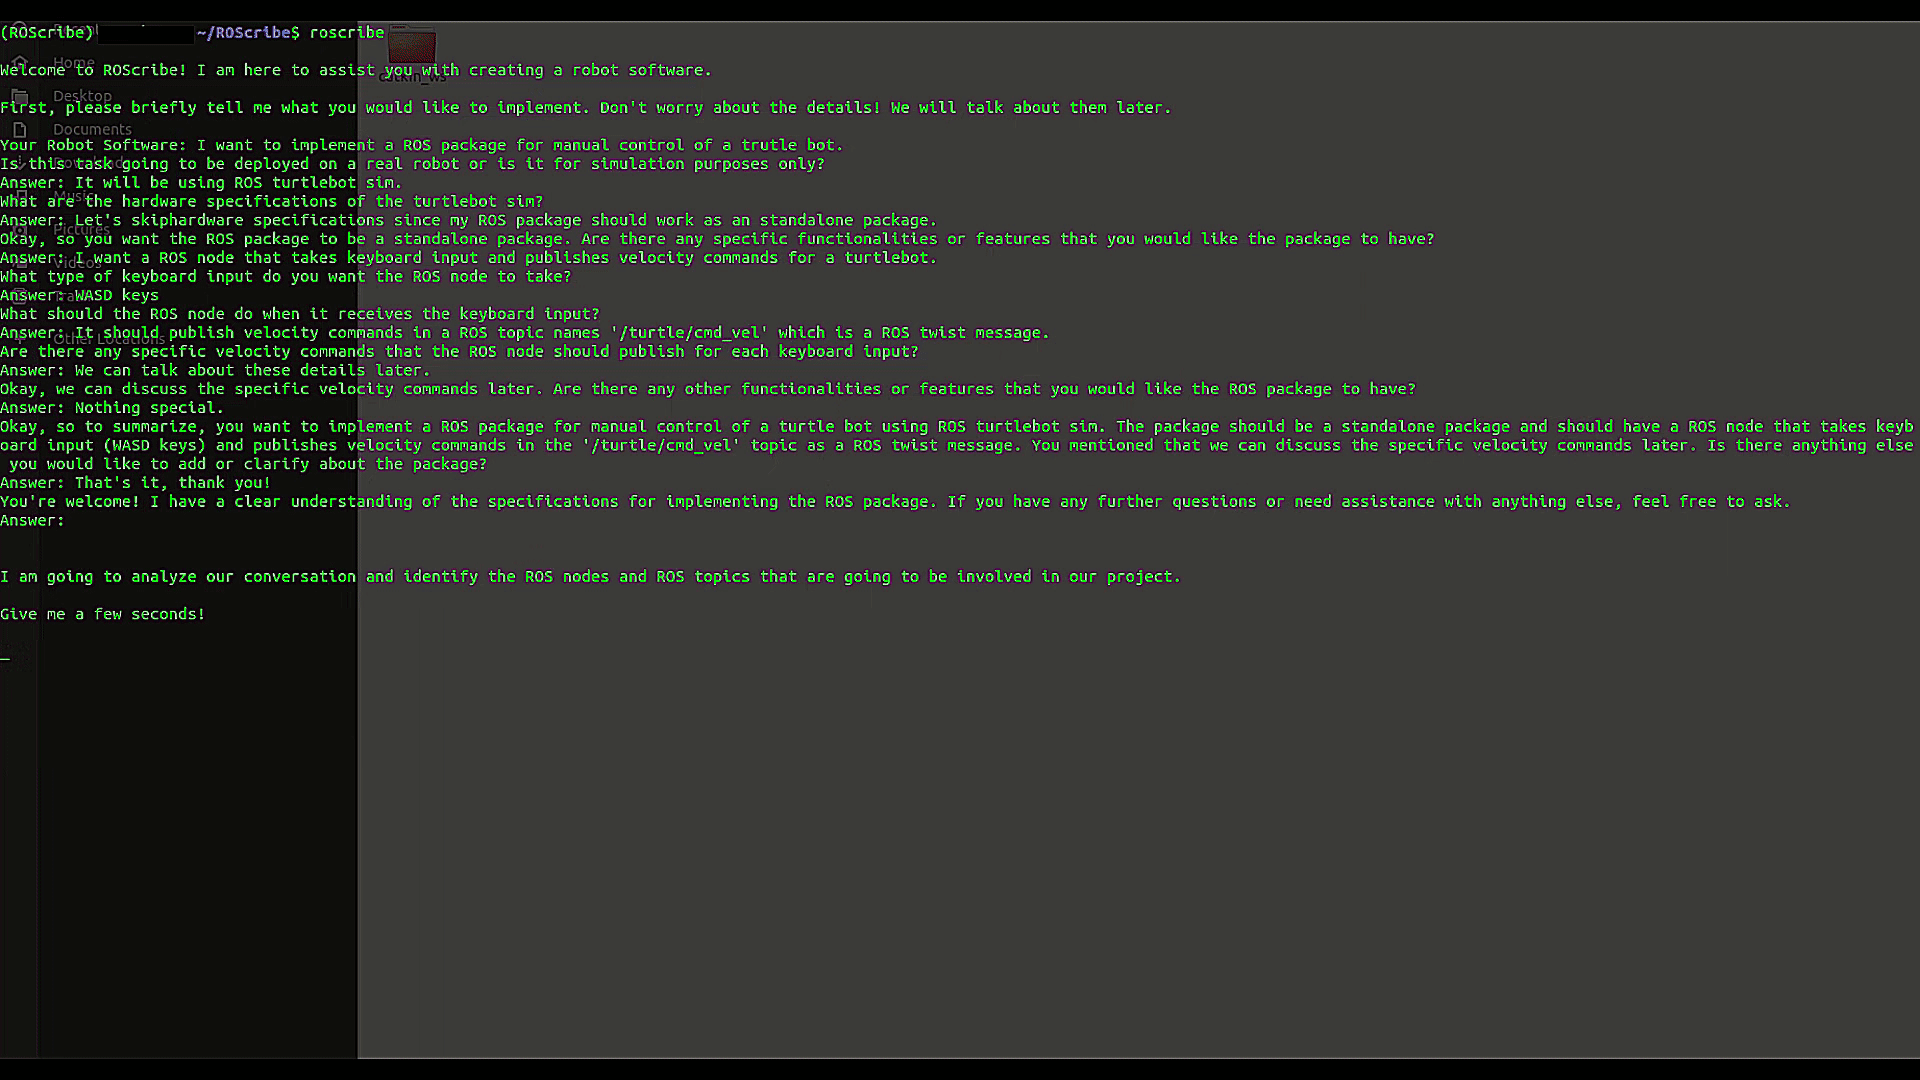 (ROScribe) ~/ROScribe$ roscribe
Welcome to ROScribe! I am here to assist you with creating a robot software.
First, please briefly tell me what you would like to implement. Don't worry about the details! We will talk about them later.
Your Robot Software: I want to implement a ROS package for manual control of a trutle bot.
Is this task going to be deployed on a real robot or is it for simulation purposes only?
Answer: It will be using ROS turtlebot sim.
What are the hardware specifications of the turtlebot sim?
Answer: Let's skiphardware specifications since my ROS package should work as an standalone package.
Okay, so you want the ROS package to be a standalone package. Are there any specific functionalities or features that you would like the package to have?
Answer: I want a ROS node that takes keyboard input and publishes velocity commands for a turtlebot.
What type of keyboard input do you want the ROS node to take?
Answer: WASD keys
What should the ROS node do when it receives the keyboard input?
Answer: It should publish velocity commands in a ROS topic names '/turtle/cmd_vel' which is a ROS twist message.
Are there any specific velocity commands that the ROS node should publish for each keyboard input?
Answer: We can talk about these details later.
Okay, we can discuss the specific velocity commands later. Are there any other functionalities or features that you would like the ROS package to have?
Answer: Nothing special.
Okay, so to summarize, you want to implement a ROS package for manual control of a turtle bot using ROS turtlebot sim. The package should be a standalone package and should have a ROS node that takes keyb
oard input (WASD keys) and publishes velocity commands in the '/turtle/cmd_vel' topic as a ROS twist message. You mentioned that we can discuss the specific velocity commands later. Is there anything else
you would like to add or clarify about the package?
Answer: That's it, thank you!
You're welcome! I have a clear understanding of the specifications for implementing the ROS package. If you have any further questions or need assistance with anything else, feel free to ask.
Answer:
I am going to analyze our conversation and identify the ROS nodes and ROS topics that are going to be involved in our project.
Give me a few seconds!
Home
Desktop
Documents
Music
Pictures
Videos
Other Locations